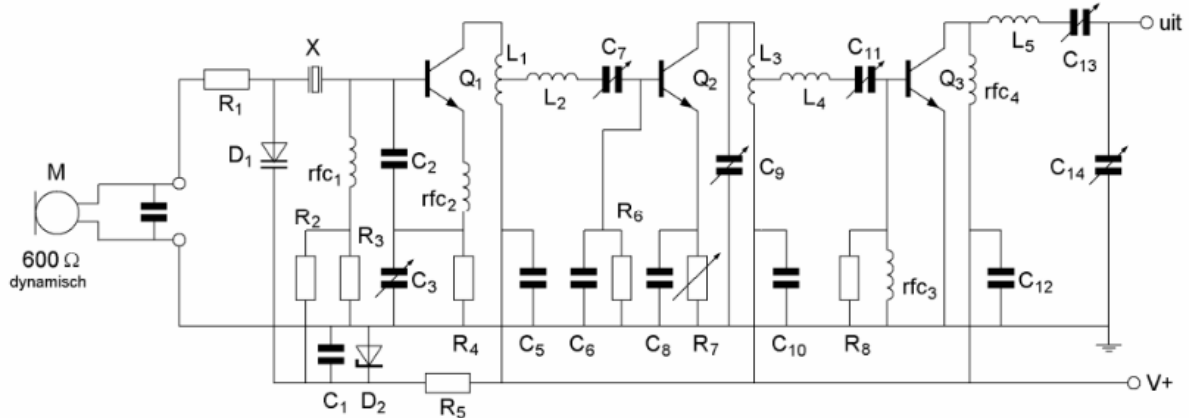 X
R₁
D₁
M
600 Ω
dynamisch
rfc₁
R₂
R₃
C₂
C₃
Q₁
rfc₂
R₄
L₁
L₂
C₇
C₅
C₆
R₆
C₈
R₇
Q₂
C₉
L₃
L₄
C₁₁
C₁₀
R₈
rfc₃
Q₃
rfc₄
L₅
C₁₃
uit
C₁₄
C₁₂
C₁
D₂
R₅
V+